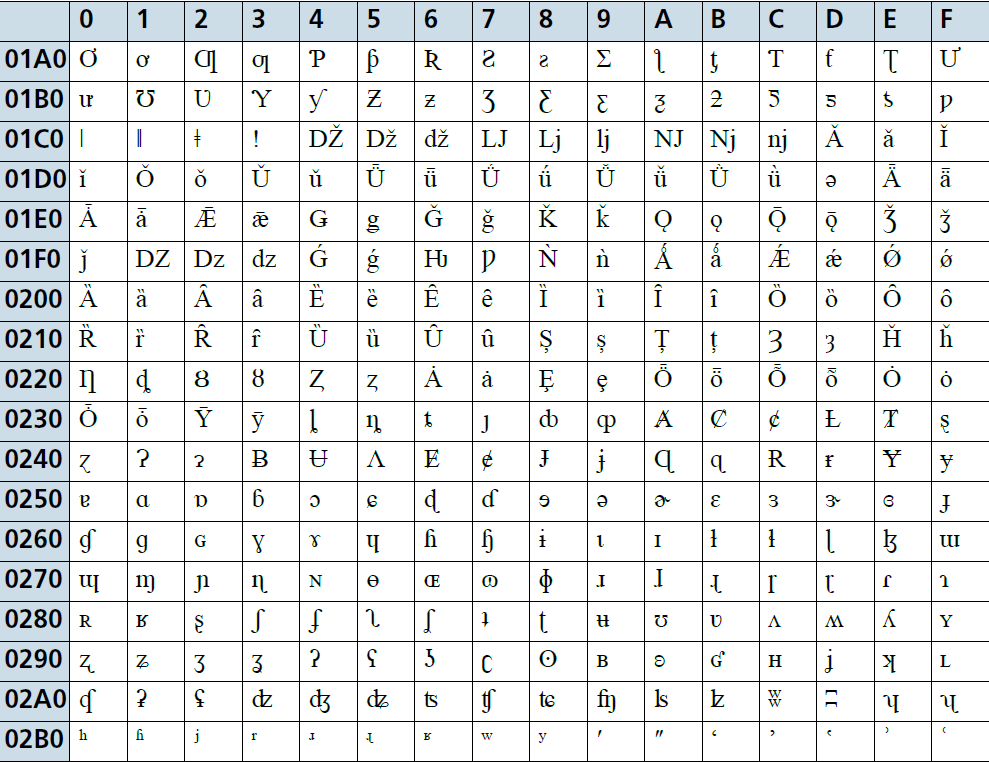 0 1 2 3 4 5 6 7 8 9 A B C D E F
01A0 Ơ ơ Ƣ ƣ Ƥ ƥ Ʀ Ƨ ƨ Ʃ ƪ ƫ Ƭ ƭ Ʈ Ư
01B0 ư Ʊ Ʋ Ƴ ƴ Ƶ ƶ Ʒ Ƹ ƹ ƺ ƻ Ƽ ƽ ƾ ƿ
01C0 ǀ ǁ ǂ ǃ DŽ Dž dž LJ Lj lj NJ Nj nj Ǎ ǎ Ǐ
01D0 ǐ Ǒ ǒ Ǔ ǔ Ǖ ǖ Ǘ ǘ Ǚ ǚ Ǜ ǜ ǝ Ǟ ǟ
01E0 Ǡ ǡ Ǣ ǣ Ǥ ǥ Ǧ ǧ Ǩ ǩ Ǫ ǫ Ǭ ǭ Ǯ ǯ
01F0 ǰ DZ Dz dz Ǵ ǵ Ƕ Ƿ Ǹ ǹ Ǻ ǻ Ǽ ǽ Ǿ ǿ
0200 Ȁ ȁ Ȃ ȃ Ȅ ȅ Ȇ ȇ Ȉ ȉ Ȋ ȋ Ȍ ȍ Ȏ ȏ
0210 Ȑ ȑ Ȓ ȓ Ȕ ȕ Ȗ ȗ Ș ș Ț ț Ȝ ȝ Ȟ ȟ
0220 Ƞ ȡ Ȣ ȣ Ȥ ȥ Ȧ ȧ Ȩ ȩ Ȫ ȫ Ȭ ȭ Ȯ ȯ
0230 Ȱ ȱ Ȳ ȳ ȴ ȵ ȶ ȷ ȸ ȹ Ⱥ Ȼ ȼ Ƚ Ⱦ ȿ
0240 ɀ Ɂ ɂ Ƀ Ʉ Ʌ Ɇ ɇ Ɉ ɉ Ɋ ɋ Ɍ ɍ Ɏ ɏ
0250 ɐ ɑ ɒ ɓ ɔ ɕ ɖ ɗ ɘ ə ɚ ɛ ɜ ɝ ɞ ɟ
0260 ɠ ɡ ɢ ɣ ɤ ɥ ɦ ɧ ɨ ɩ ɪ ɫ ɬ ɭ ɮ ɯ
0270 ɰ ɱ ɲ ɳ ɴ ɵ ɶ ɷ ɸ ɹ ɺ ɻ ɼ ɽ ɾ ɿ
0280 ʀ ʁ ʂ ʃ ʄ ʅ ʆ ʇ ʈ ʉ ʊ ʋ ʌ ʍ ʎ ʏ
0290 ʐ ʑ ʒ ʓ ʔ ʕ ʖ ʗ ʘ ʙ ʚ ʛ ʜ ʝ ʞ ʟ
02A0 ʠ ʡ ʢ ʣ ʤ ʥ ʦ ʧ ʨ ʩ ʪ ʫ ʬ ʭ ʮ ʯ
02B0 ʰ ʱ ʲ ʳ ʴ ʵ ʶ ʷ ʸ ʹ ʺ ʻ ʼ ʽ ʾ ʿ